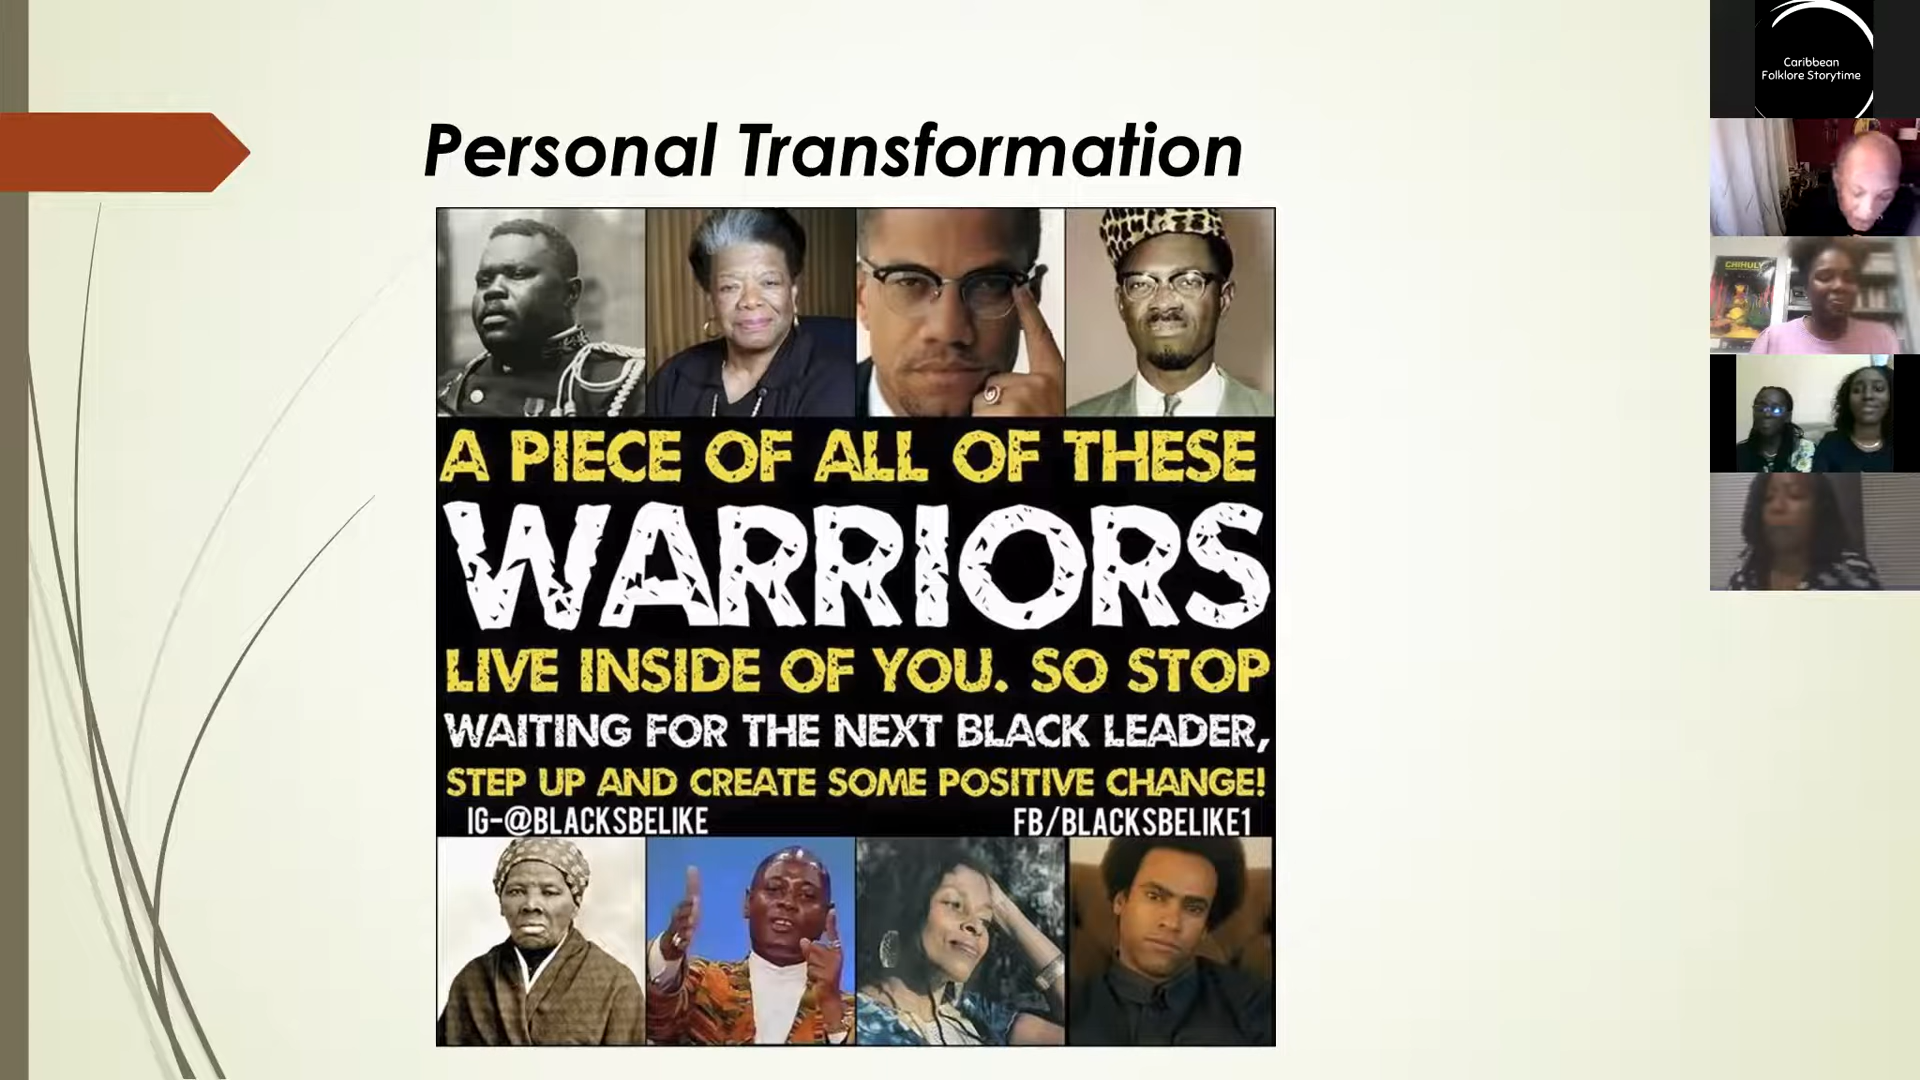 Personal Transformation
A PIECE OF ALL OF THESE
WARRIORS
LIVE INSIDE OF YOU. SO STOP
WAITING FOR THE NEXT BLACK LEADER,
STEP UP AND CREATE SOME POSITIVE CHANGE!
IG-@BLACKSBELIKE
FB/BLACKSBELIKE1
Caribbean
Folklore Storytime
CHIHULY